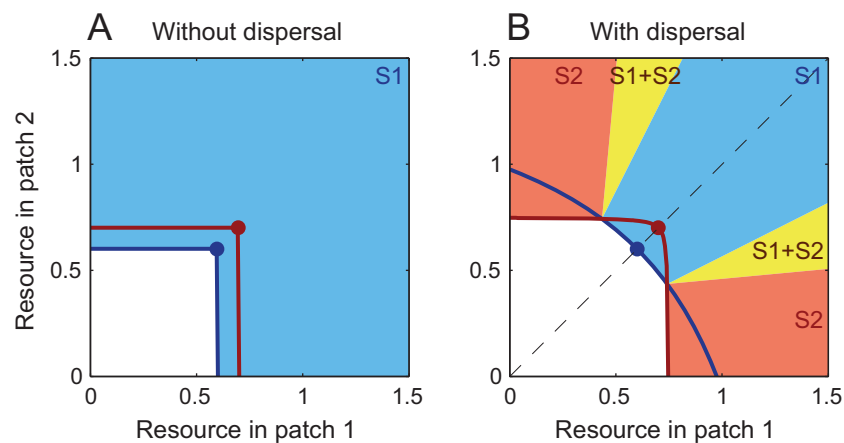 A Without dispersal
Resource in patch 2
1.5
1
0.5
0
S1
0 0.5 1 1.5
Resource in patch 1
B With dispersal
1.5
1
0.5
0
S2 S1+S2 S1
S1+S2
S2
0 0.5 1 1.5
Resource in patch 1